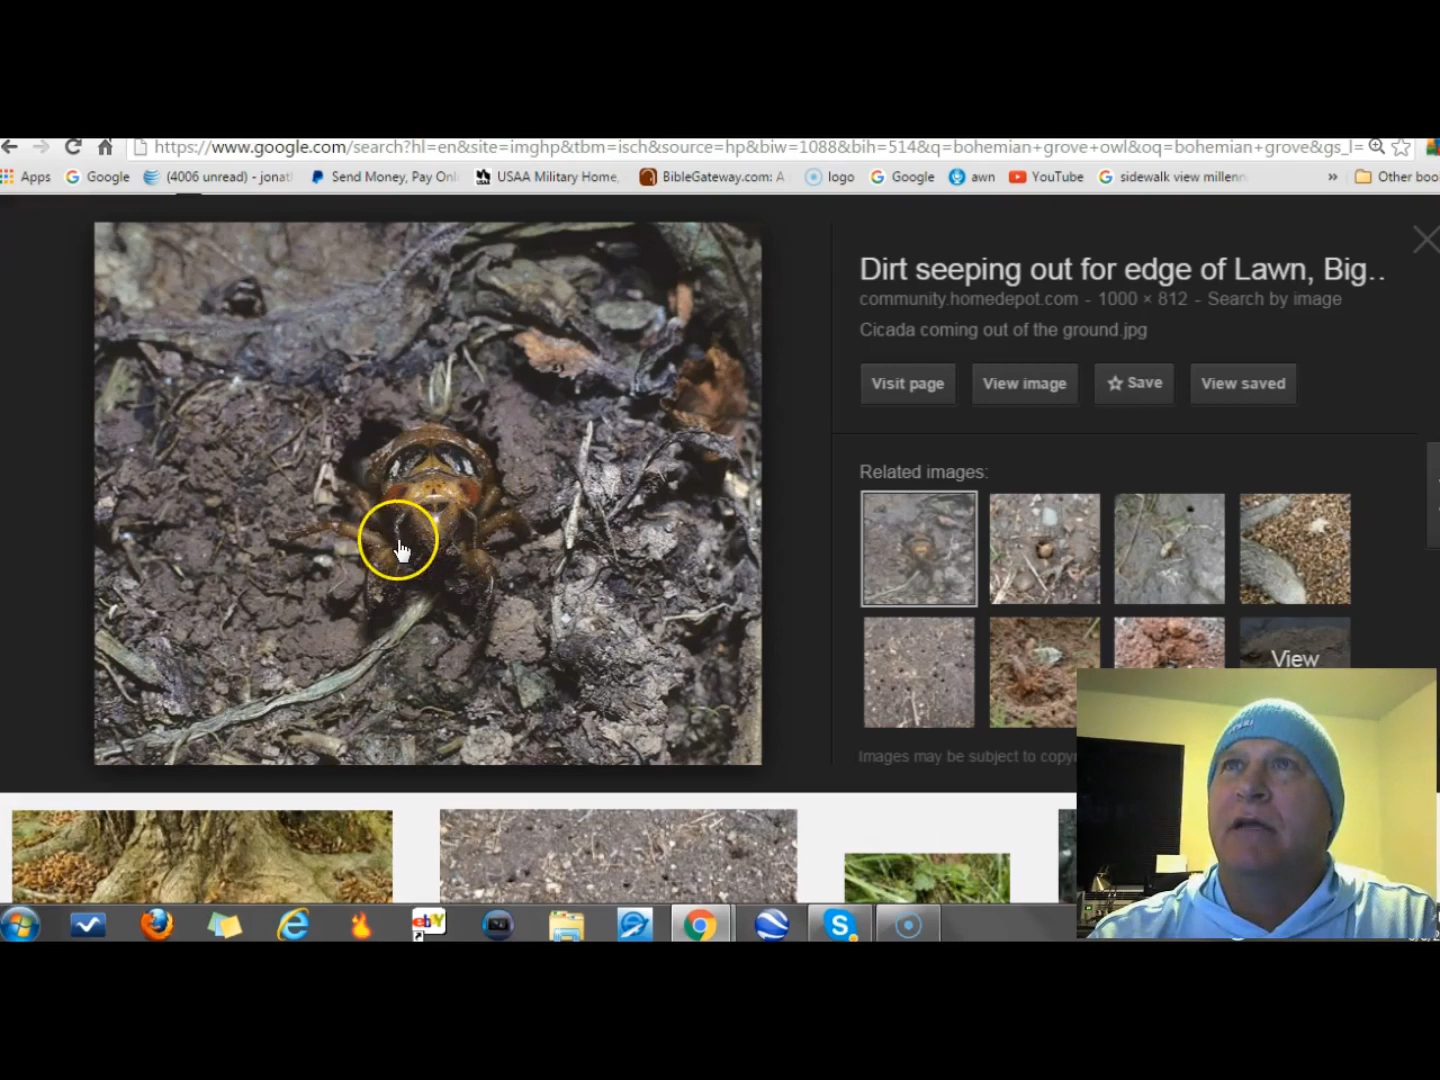 https://www.google.com/search?hl=en&site=imghp&tbm=isch&source=hp&biw=1088&bih=514&q=bohemian+grove+owl&oq=bohemian+grove&gs_l=
Apps Google (4006 unread) - jonat Send Money, Pay Onl USAA Military Home, BibleGateway.com: A logo Google awn YouTube sidewalk view millenn » Other boo
Dirt seeping out for edge of Lawn, Big..
community.homedepot.com - 1000 × 812 - Search by image
Cicada coming out of the ground.jpg
Visit page View image Save View saved
Related images:
View
Images may be subject to copy
ebY
S